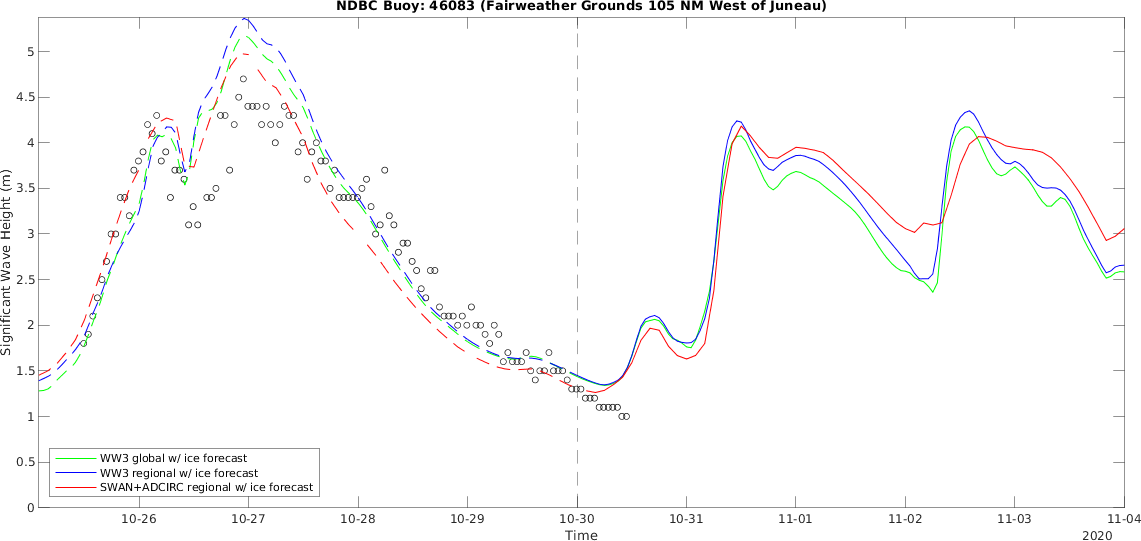 NDBC Buoy: 46083 (Fairweather Grounds 105 NM West of Juneau)
Significant Wave Height (m)
5
4.5
4
3.5
3
2.5
2
1.5
1
0.5
0
WW3 global w/ ice forecast
WW3 regional w/ ice forecast
SWAN+ADCIRC regional w/ ice forecast
10-26 10-27 10-28 10-29 10-30 10-31 11-01 11-02 11-03 11-04
Time
2020